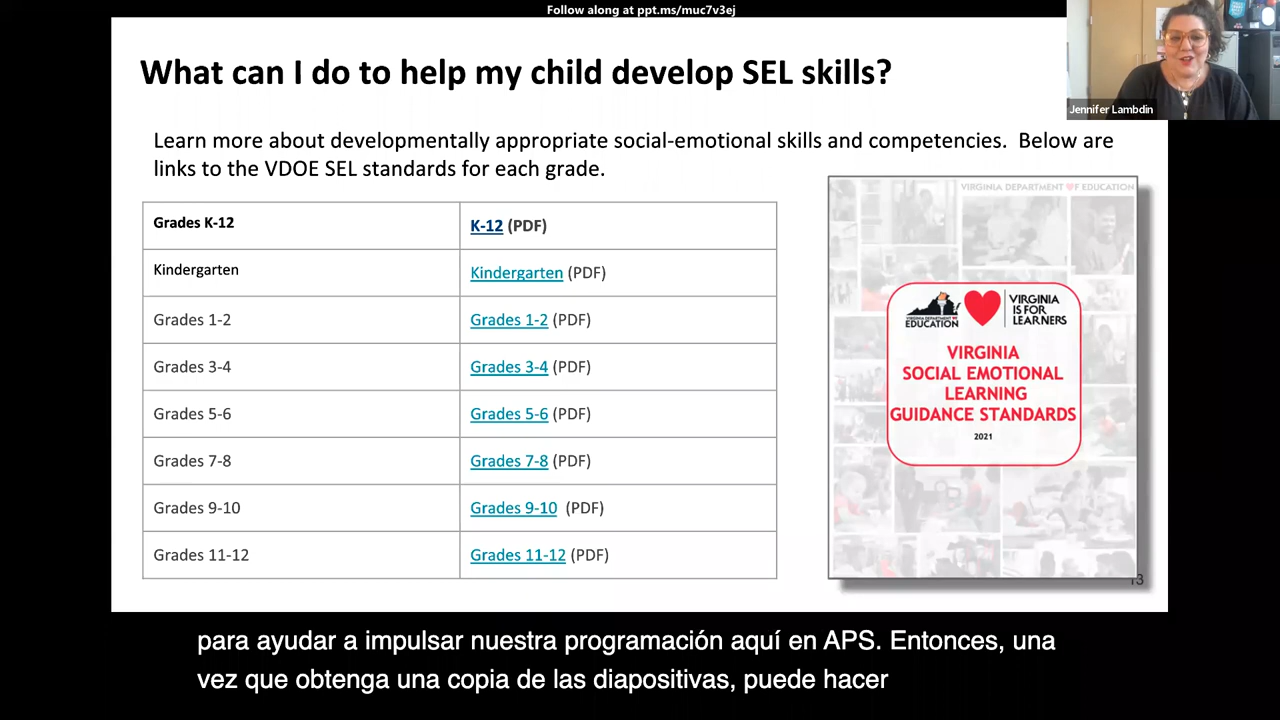 Follow along at ppt.ms/muc7v3ej
Jennifer Lambdin
What can I do to help my child develop SEL skills?
Learn more about developmentally appropriate social-emotional skills and competencies.  Below are
links to the VDOE SEL standards for each grade.
Grades K-12 K-12 (PDF)
Kindergarten Kindergarten (PDF)
Grades 1-2 Grades 1-2 (PDF)
Grades 3-4 Grades 3-4 (PDF)
Grades 5-6 Grades 5-6 (PDF)
Grades 7-8 Grades 7-8 (PDF)
Grades 9-10 Grades 9-10 (PDF)
Grades 11-12 Grades 11-12 (PDF)
VIRGINIA DEPARTMENT OF EDUCATION
VIRGINIA DEPARTMENT OF
EDUCATION
VIRGINIA
IS FOR
LEARNERS
VIRGINIA
SOCIAL EMOTIONAL
LEARNING
GUIDANCE STANDARDS
2021
13
para ayudar a impulsar nuestra programación aquí en APS. Entonces, una
vez que obtenga una copia de las diapositivas, puede hacer